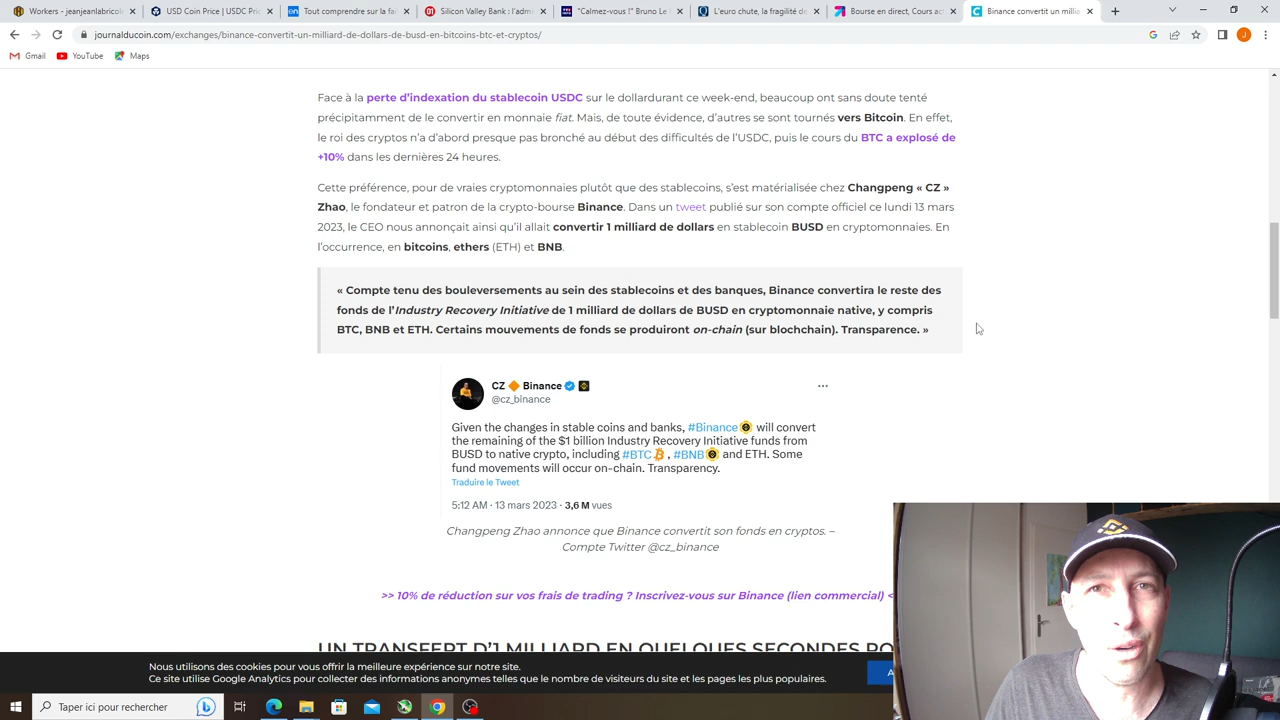 Workers - jeanjeanlabricol
USD Coin Price | USDC Pri
Tout comprendre sur la fa
Silicon Valley Bank : l'adm
"Calmez-vous !" Bruno Le
L'euro chute, la fragilité d
Bourse en direct, Cours ac
Binance convertit un millia
journalducoin.com/exchanges/binance-convertit-un-milliard-de-dollars-de-busd-en-bitcoins-btc-et-cryptos/
J
Gmail YouTube Maps
Face à la perte d'indexation du stablecoin USDC sur le dollardurant ce week-end, beaucoup ont sans doute tenté
précipitamment de le convertir en monnaie fiat. Mais, de toute évidence, d'autres se sont tournés vers Bitcoin. En effet,
le roi des cryptos n'a d'abord presque pas bronché au début des difficultés de l'USDC, puis le cours du BTC a explosé de
+10% dans les dernières 24 heures.
Cette préférence, pour de vraies cryptomonnaies plutôt que des stablecoins, s'est matérialisée chez Changpeng « CZ »
Zhao, le fondateur et patron de la crypto-bourse Binance. Dans un tweet publié sur son compte officiel ce lundi 13 mars
2023, le CEO nous annonçait ainsi qu'il allait convertir 1 milliard de dollars en stablecoin BUSD en cryptomonnaies. En
l'occurrence, en bitcoins, ethers (ETH) et BNB.
« Compte tenu des bouleversements au sein des stablecoins et des banques, Binance convertira le reste des
fonds de l'Industry Recovery Initiative de 1 milliard de dollars de BUSD en cryptomonnaie native, y compris
BTC, BNB et ETH. Certains mouvements de fonds se produiront on-chain (sur blochchain). Transparence. »
CZ Binance
@cz_binance
Given the changes in stable coins and banks, #Binance will convert
the remaining of the $1 billion Industry Recovery Initiative funds from
BUSD to native crypto, including #BTC , #BNB and ETH. Some
fund movements will occur on-chain. Transparency.
Traduire le Tweet
5:12 AM · 13 mars 2023 · 3,6 M vues
Changpeng Zhao annonce que Binance convertit son fonds en cryptos. –
Compte Twitter @cz_binance
>> 10% de réduction sur vos frais de trading ? Inscrivez-vous sur Binance (lien commercial) <
UN TRANSFERT D'1 MILLIARD EN QUELQUES SECONDES PO
Nous utilisons des cookies pour vous offrir la meilleure expérience sur notre site.
Ce site utilise Google Analytics pour collecter des informations anonymes telles que le nombre de visiteurs du site et les pages les plus populaires.
A
Taper ici pour rechercher